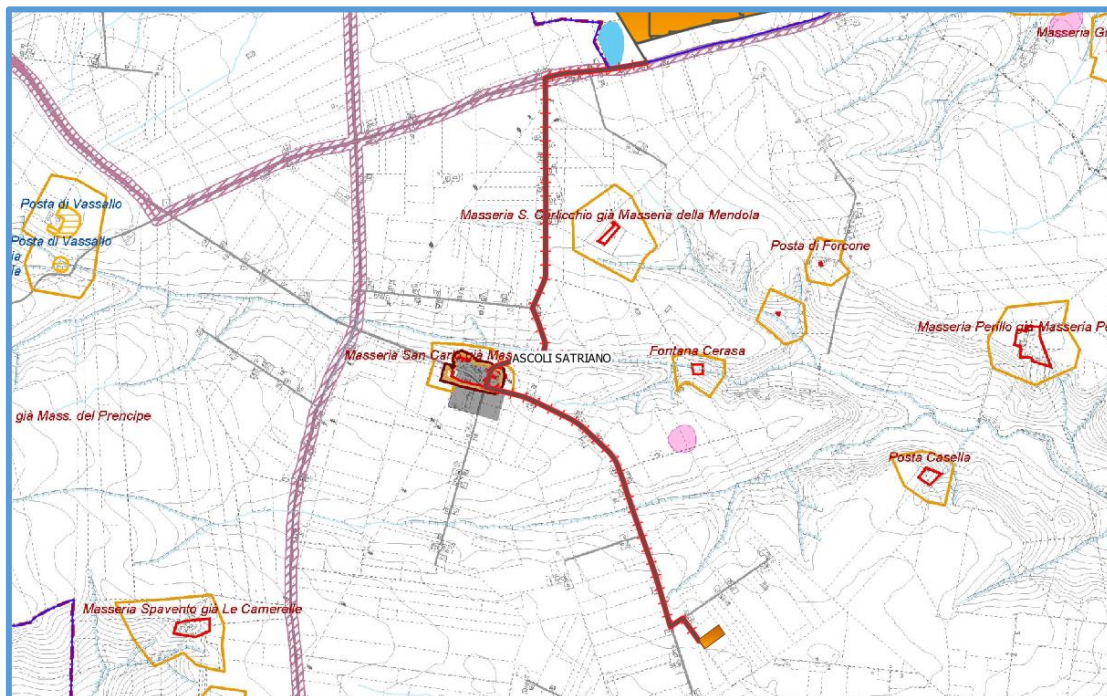 Masseria G
Posta di Vassallo
Masseria S. Carlicchio già Masseria della Mendola
Posta di Vassallo
Posta di Forcone
ia
la
Masseria Perillo già Masseria P
Masseria San Carlo già Mas
ASCOLI SATRIANO
Fontana Cerasa
già Mass. del Prencipe
Posta Casella
Masseria Spavento già Le Camerelle